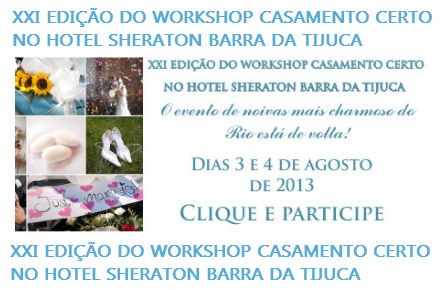 XXI EDIÇÃO DO WORKSHOP CASAMENTO CERTO
NO HOTEL SHERATON BARRA DA TIJUCA
XXI EDIÇÃO DO WORKSHOP CASAMENTO CERTO
NO HOTEL SHERATON BARRA DA TIJUCA
O evento de noivas mais charmoso do
Rio está de volta!
DIAS 3 E 4 DE AGOSTO
DE 2013
CLIQUE E PARTICIPE
Just married
XXI EDIÇÃO DO WORKSHOP CASAMENTO CERTO
NO HOTEL SHERATON BARRA DA TIJUCA